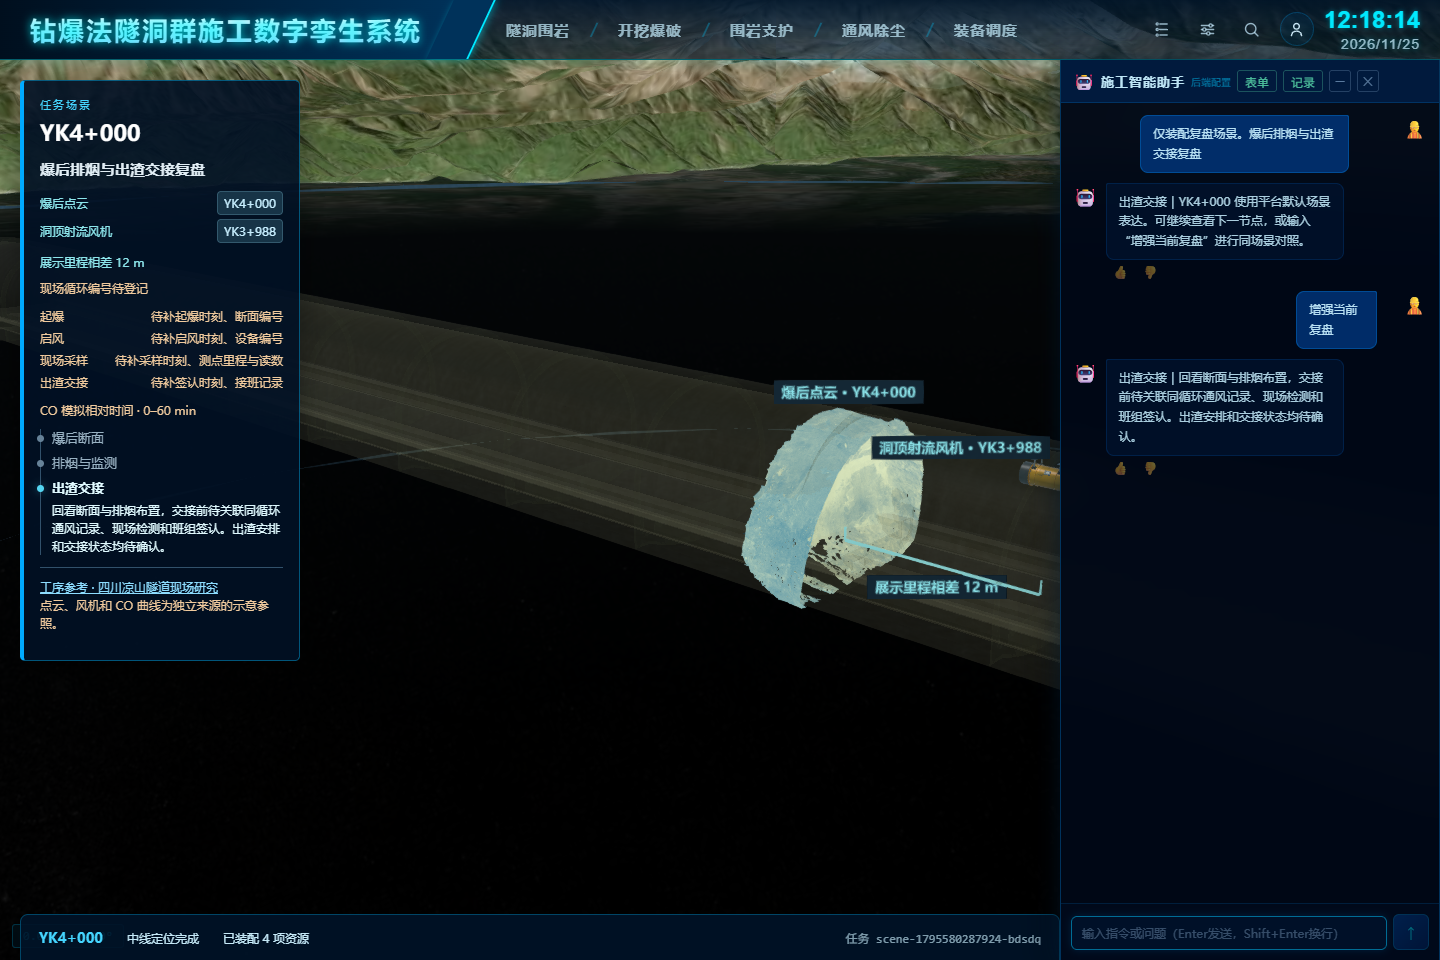 钻爆法隧洞群施工数字孪生系统
隧洞围岩 / 开挖爆破 / 围岩支护 / 通风除尘 / 装备调度
12:18:14
2026/11/25
任务场景
YK4+000
爆后排烟与出渣交接复盘
爆后点云 YK4+000
洞顶射流风机 YK3+988
展示里程相差 12 m
现场循环编号待登记
起爆 待补起爆时刻、断面编号
启风 待补启风时刻、设备编号
现场采样 待补采样时刻、测点里程与读数
出渣交接 待补签认时刻、接班记录
CO 模拟相对时间 · 0–60 min
爆后断面
排烟与监测
出渣交接
回看断面与排烟布置，交接前待关联同循环
通风记录、现场检测和班组签认。出渣安排
和交接状态均待确认。
工序参考 · 四川凉山隧道现场研究
点云、风机和 CO 曲线为独立来源的示意参
照。
爆后点云 · YK4+000
洞顶射流风机 · YK3+988
展示里程相差 12 m
施工智能助手 后端配置 表单 记录
仅装配复盘场景。爆后排烟与出渣
交接复盘
出渣交接 | YK4+000 使用平台默认场景
表达。可继续查看下一节点，或输入
“增强当前复盘”进行同场景对照。
增强当前
复盘
出渣交接 | 回看断面与排烟布置，交接
前待关联同循环通风记录、现场检测和
班组签认。出渣安排和交接状态均待确
认。
输入指令或问题（Enter发送，Shift+Enter换行）
YK4+000 中线定位完成 已装配 4 项资源 任务 scene-1795580287924-bdsdq